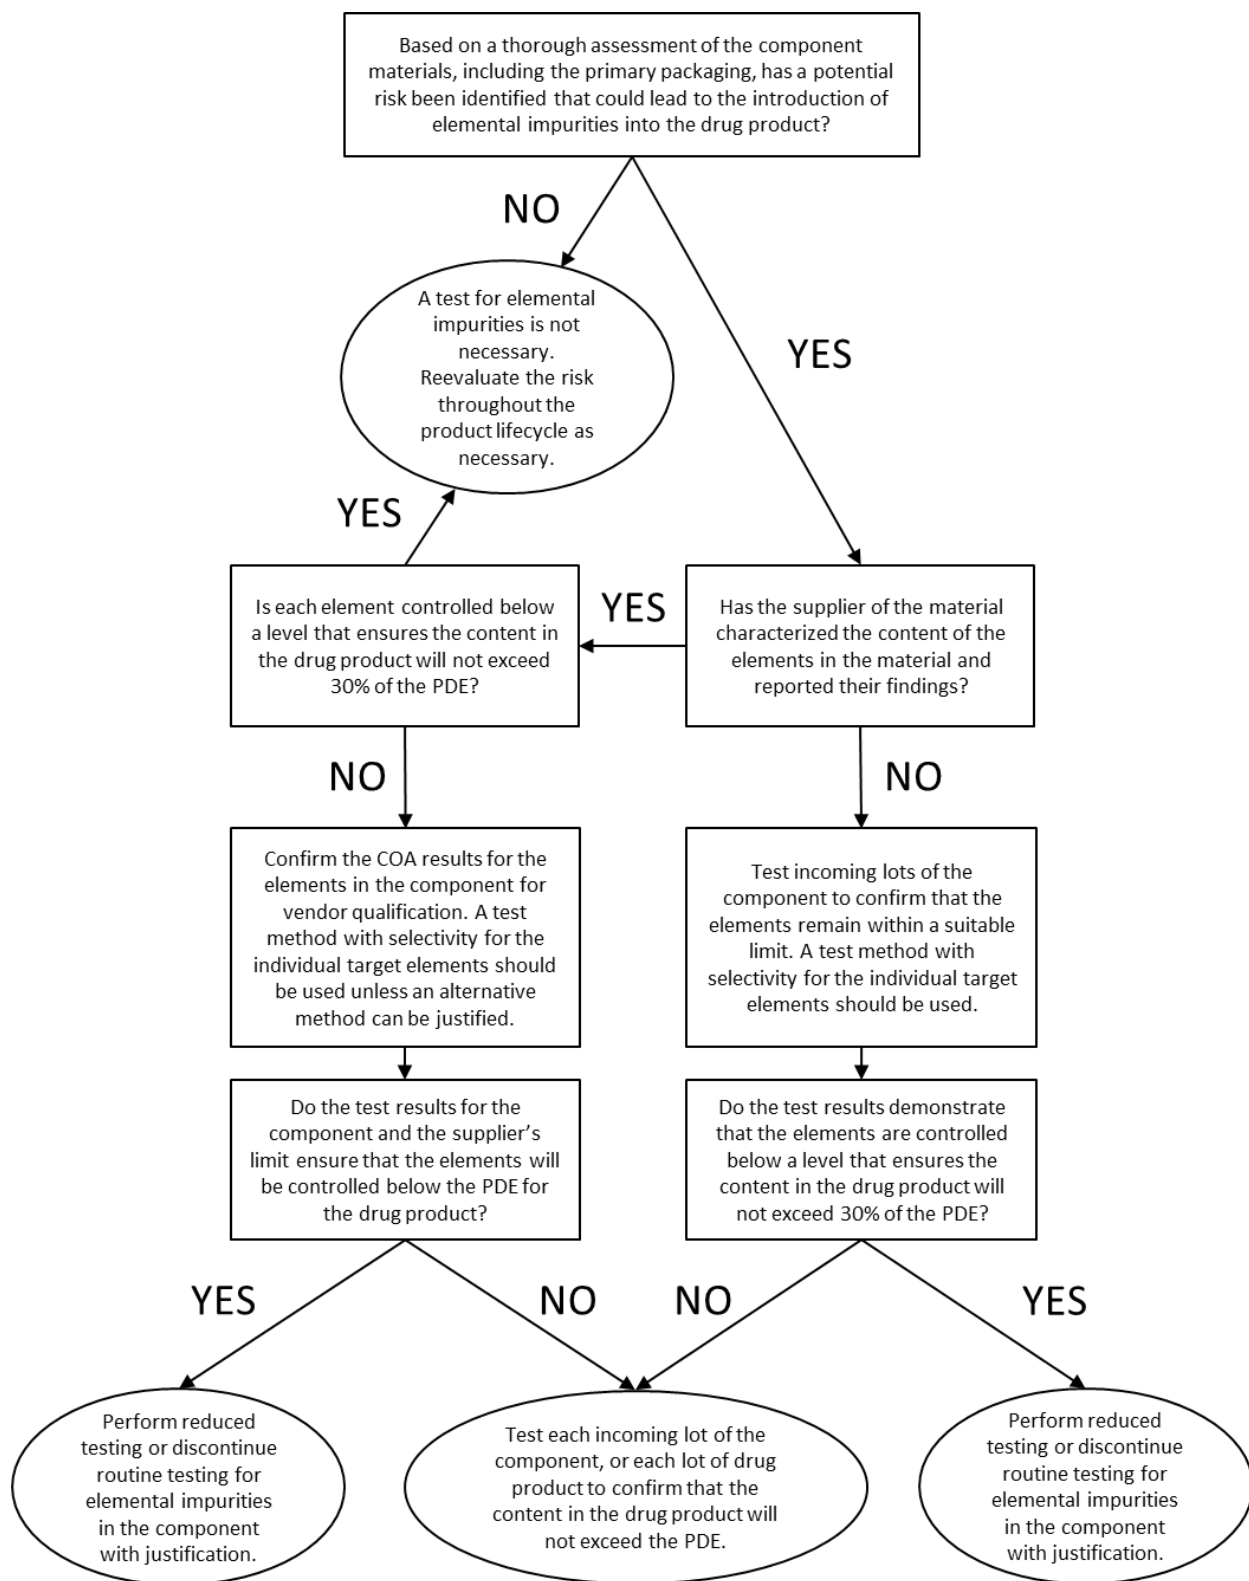 Based on a thorough assessment of the component
materials, including the primary packaging, has a potential
risk been identified that could lead to the introduction of
elemental impurities into the drug product?
NO
YES
A test for elemental
impurities is not
necessary.
Reevaluate the risk
throughout the
product lifecycle as
necessary.
YES
Is each element controlled below
a level that ensures the content in
the drug product will not exceed
30% of the PDE?
YES
Has the supplier of the material
characterized the content of the
elements in the material and
reported their findings?
NO
NO
Confirm the COA results for the
elements in the component for
vendor qualification. A test
method with selectivity for the
individual target elements should
be used unless an alternative
method can be justified.
Test incoming lots of the
component to confirm that the
elements remain within a suitable
limit. A test method with
selectivity for the individual target
elements should be used.
Do the test results for the
component and the supplier’s
limit ensure that the elements will
be controlled below the PDE for
the drug product?
Do the test results demonstrate
that the elements are controlled
below a level that ensures the
content in the drug product will
not exceed 30% of the PDE?
YES
NO
NO
YES
Perform reduced
testing or discontinue
routine testing for
elemental impurities
in the component
with justification.
Test each incoming lot of the
component, or each lot of drug
product to confirm that the
content in the drug product will
not exceed the PDE.
Perform reduced
testing or discontinue
routine testing for
elemental impurities
in the component
with justification.